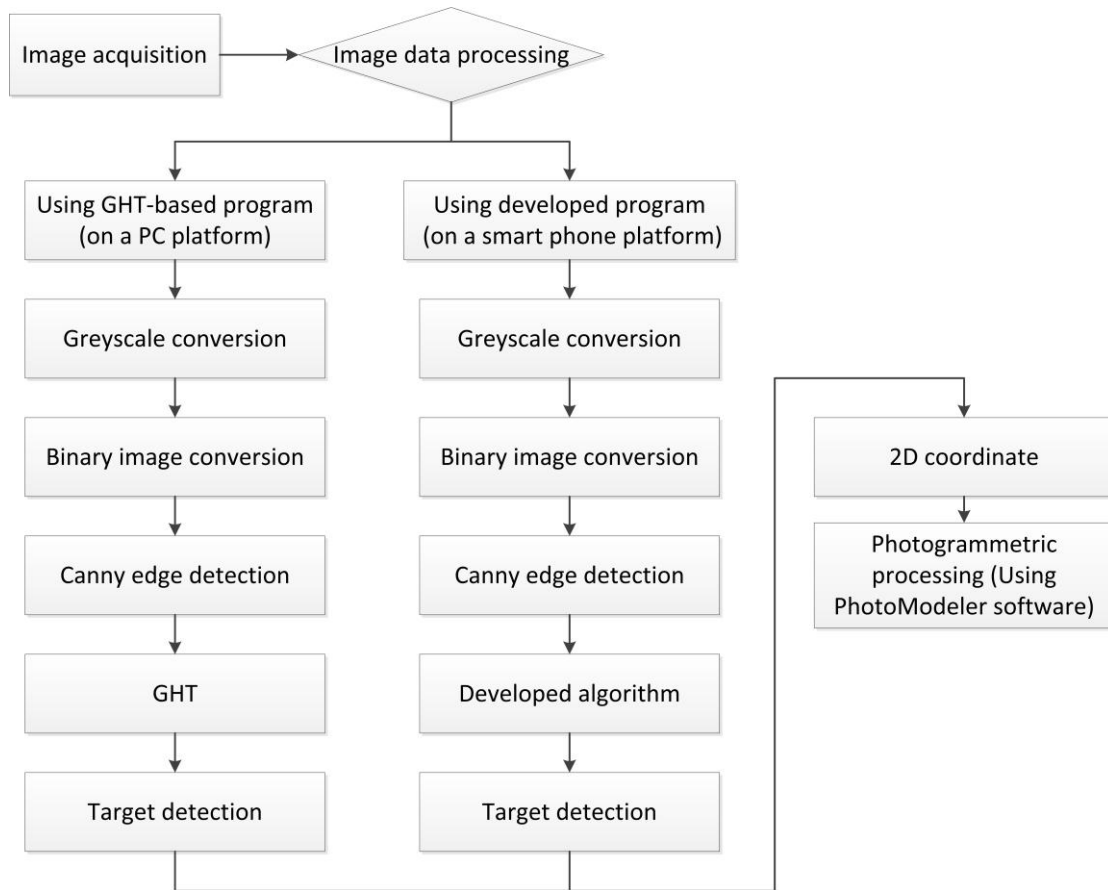 Image acquisition
Image data processing
Using GHT-based program
(on a PC platform)
Greyscale conversion
Binary image conversion
Canny edge detection
GHT
Target detection
Using developed program
(on a smart phone platform)
Greyscale conversion
Binary image conversion
Canny edge detection
Developed algorithm
Target detection
2D coordinate
Photogrammetric
processing (Using
PhotoModeler software)